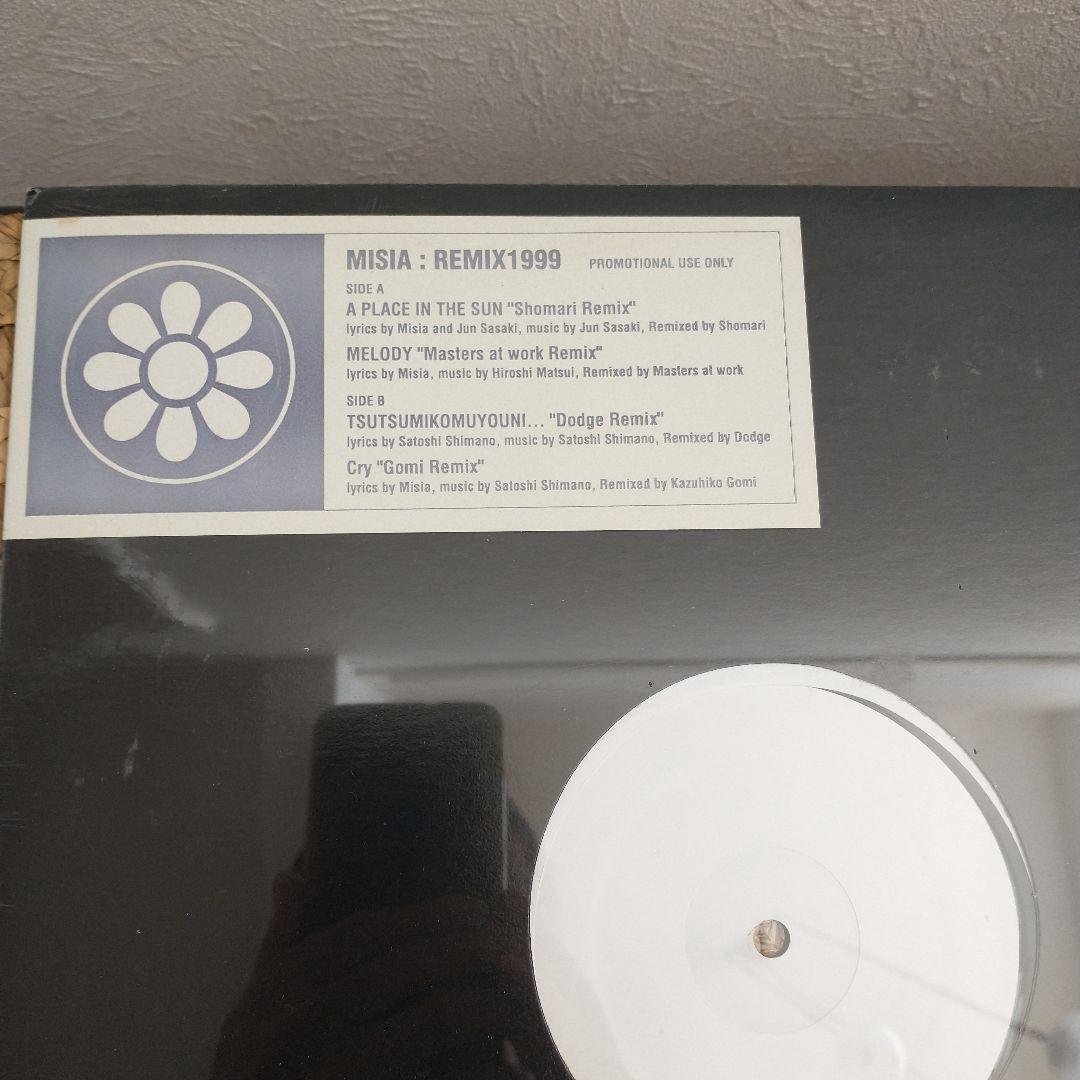 MISIA : REMIX1999 PROMOTIONAL USE ONLY
SIDE A
A PLACE IN THE SUN "Shomari Remix"
lyrics by Misia and Jun Sasaki, music by Jun Sasaki, Remixed by Shomari
MELODY "Masters at work Remix"
lyrics by Misia, music by Hiroshi Matsui, Remixed by Masters at work
SIDE B
TSUTSUMIKOMUYOUNI... "Dodge Remix"
lyrics by Satoshi Shimano, music by Satoshi Shimano, Remixed by Dodge
Cry "Gomi Remix"
lyrics by Misia, music by Satoshi Shimano, Remixed by Kazuhiko Gomi